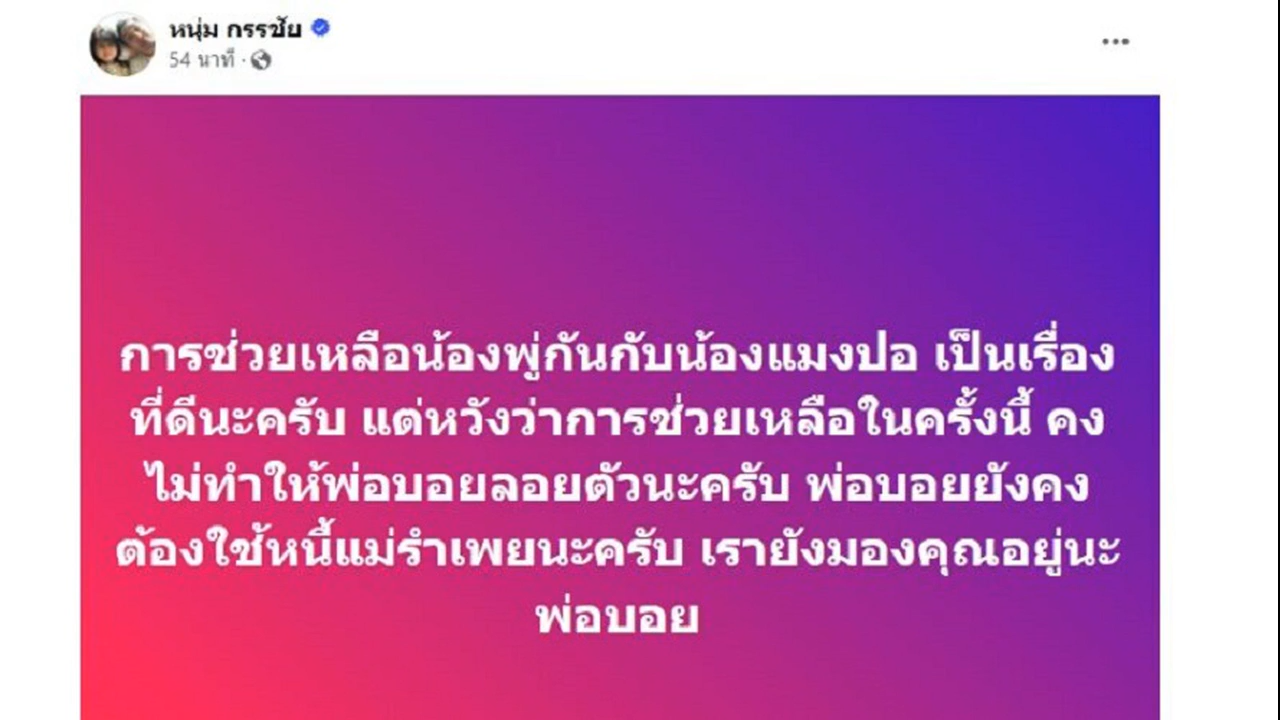 หนุ่ม กรรชัย
54 นาที ·
การช่วยเหลือน้องพู่กันกับน้องแมงปอ เป็นเรื่อง
ที่ดีนะครับ แต่หวังว่าการช่วยเหลือในครั้งนี้ คง
ไม่ทำให้พ่อบอยลอยตัวนะครับ พ่อบอยยังคง
ต้องใช้หนี้แม่รำเพยนะครับ เรายังมองคุณอยู่นะ
พ่อบอย